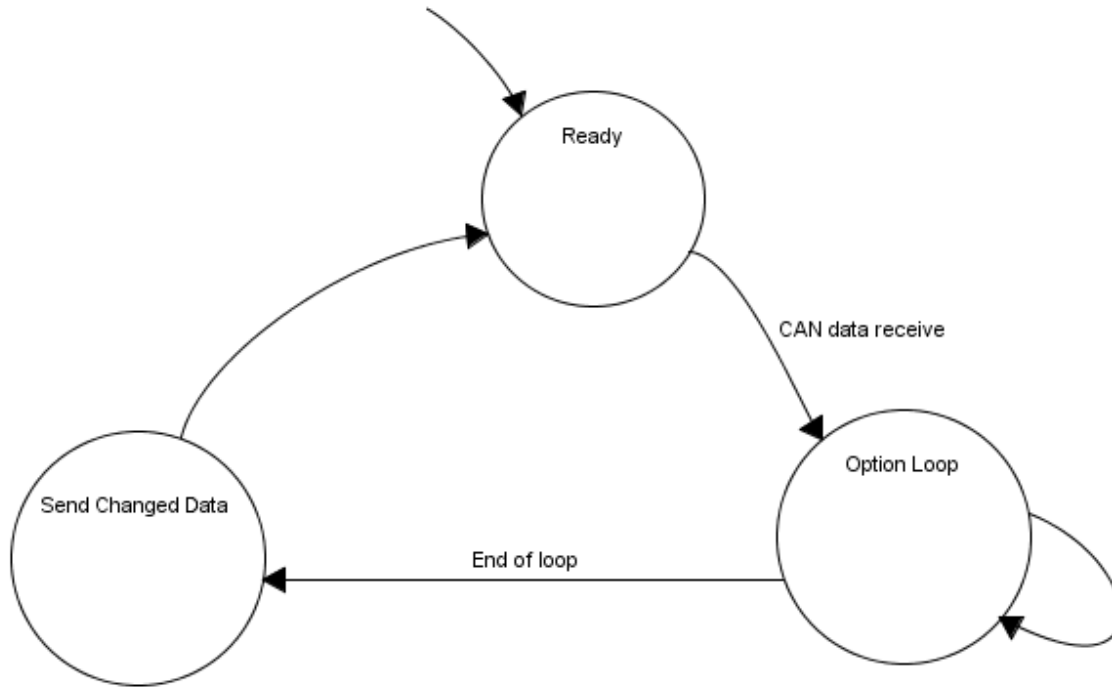 Ready
CAN data receive
Option Loop
Send Changed Data
End of loop